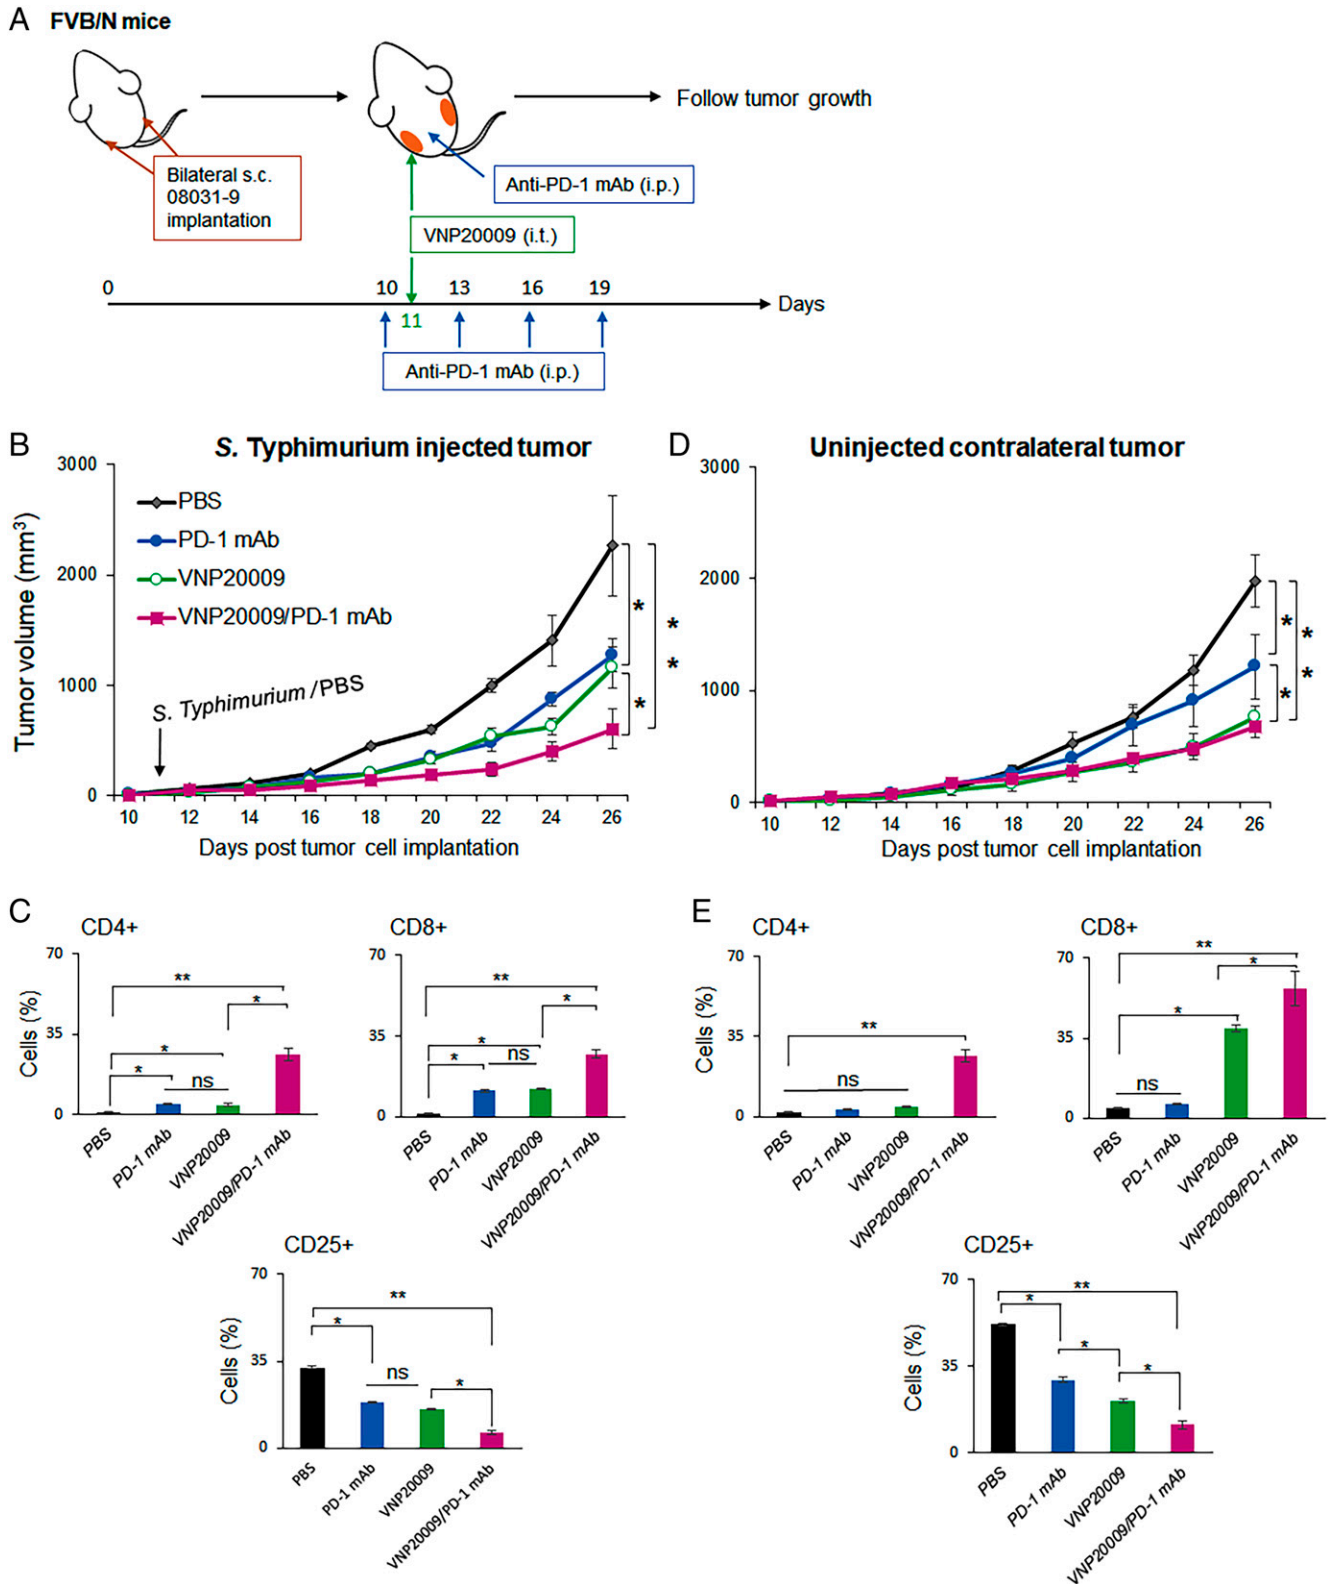 A FVB/N mice
Follow tumor growth
Bilateral s.c.
08031-9
implantation
Anti-PD-1 mAb (i.p.)
VNP20009 (i.t.)
0 10 13 16 19
Days
11
Anti-PD-1 mAb (i.p.)
B S. Typhimurium injected tumor
3000
2000
1000
0
Tumor volume (mm³)
PBS
PD-1 mAb
VNP20009
VNP20009/PD-1 mAb
S. Typhimurium /PBS
*
*
*
*
10 12 14 16 18 20 22 24 26
Days post tumor cell implantation
D Uninjected contralateral tumor
3000
2000
1000
0
*
*
*
*
10 12 14 16 18 20 22 24 26
Days post tumor cell implantation
C
CD4+
70
35
0
Cells (%)
**
*
*
*
ns
PBS
PD-1 mAb
VNP20009
VNP20009/PD-1 mAb
CD8+
70
35
0
**
*
*
*
ns
PBS
PD-1 mAb
VNP20009
VNP20009/PD-1 mAb
CD25+
70
35
0
Cells (%)
**
*
ns
*
PBS
PD-1 mAb
VNP20009
VNP20009/PD-1 mAb
E
CD4+
70
35
0
Cells (%)
**
ns
PBS
PD-1 mAb
VNP20009
VNP20009/PD-1 mAb
CD8+
70
35
0
**
*
*
ns
PBS
PD-1 mAb
VNP20009
VNP20009/PD-1 mAb
CD25+
70
35
0
Cells (%)
**
*
*
*
PBS
PD-1 mAb
VNP20009
VNP20009/PD-1 mAb